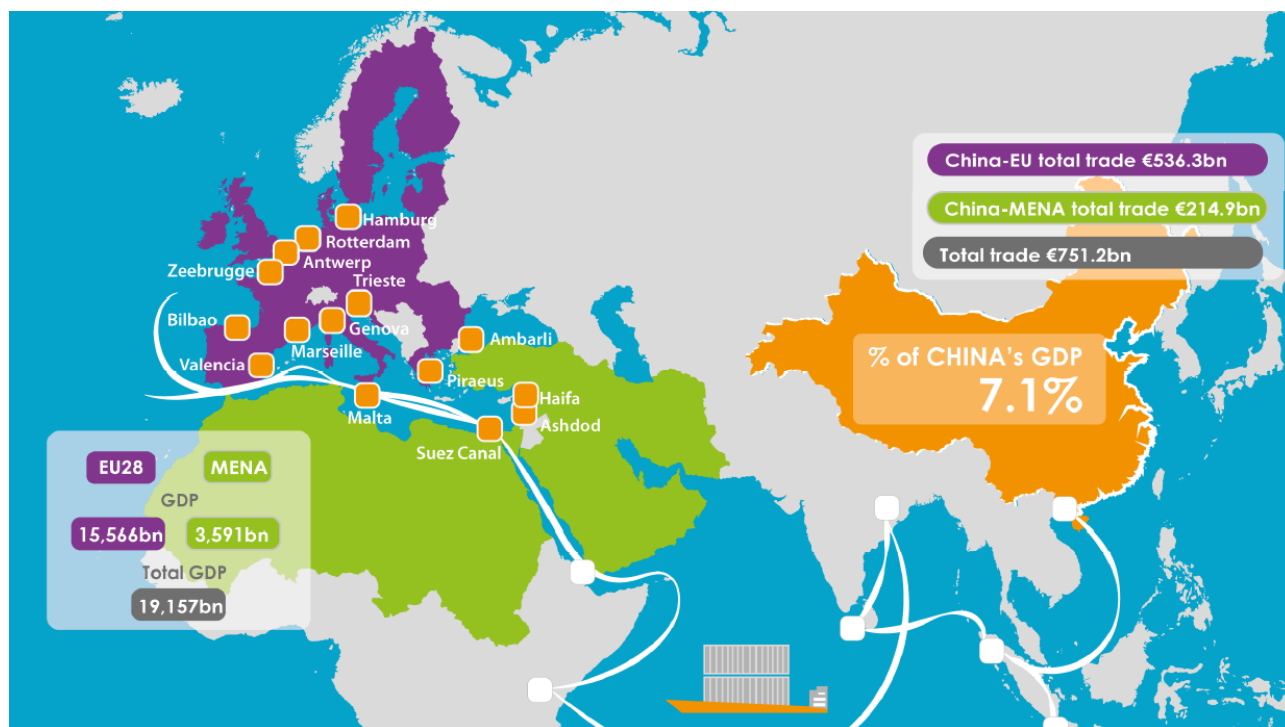 China-EU total trade €536.3bn
China-MENA total trade €214.9bn
Total trade €751.2bn
Hamburg
Rotterdam
Antwerp
Zeebrugge
Trieste
Bilbao
Genova
Marseille
Ambarli
Valencia
Piraeus
Haifa
Malta
Ashdod
Suez Canal
% of CHINA's GDP
7.1%
EU28 MENA
GDP
15,566bn 3,591bn
Total GDP
19,157bn